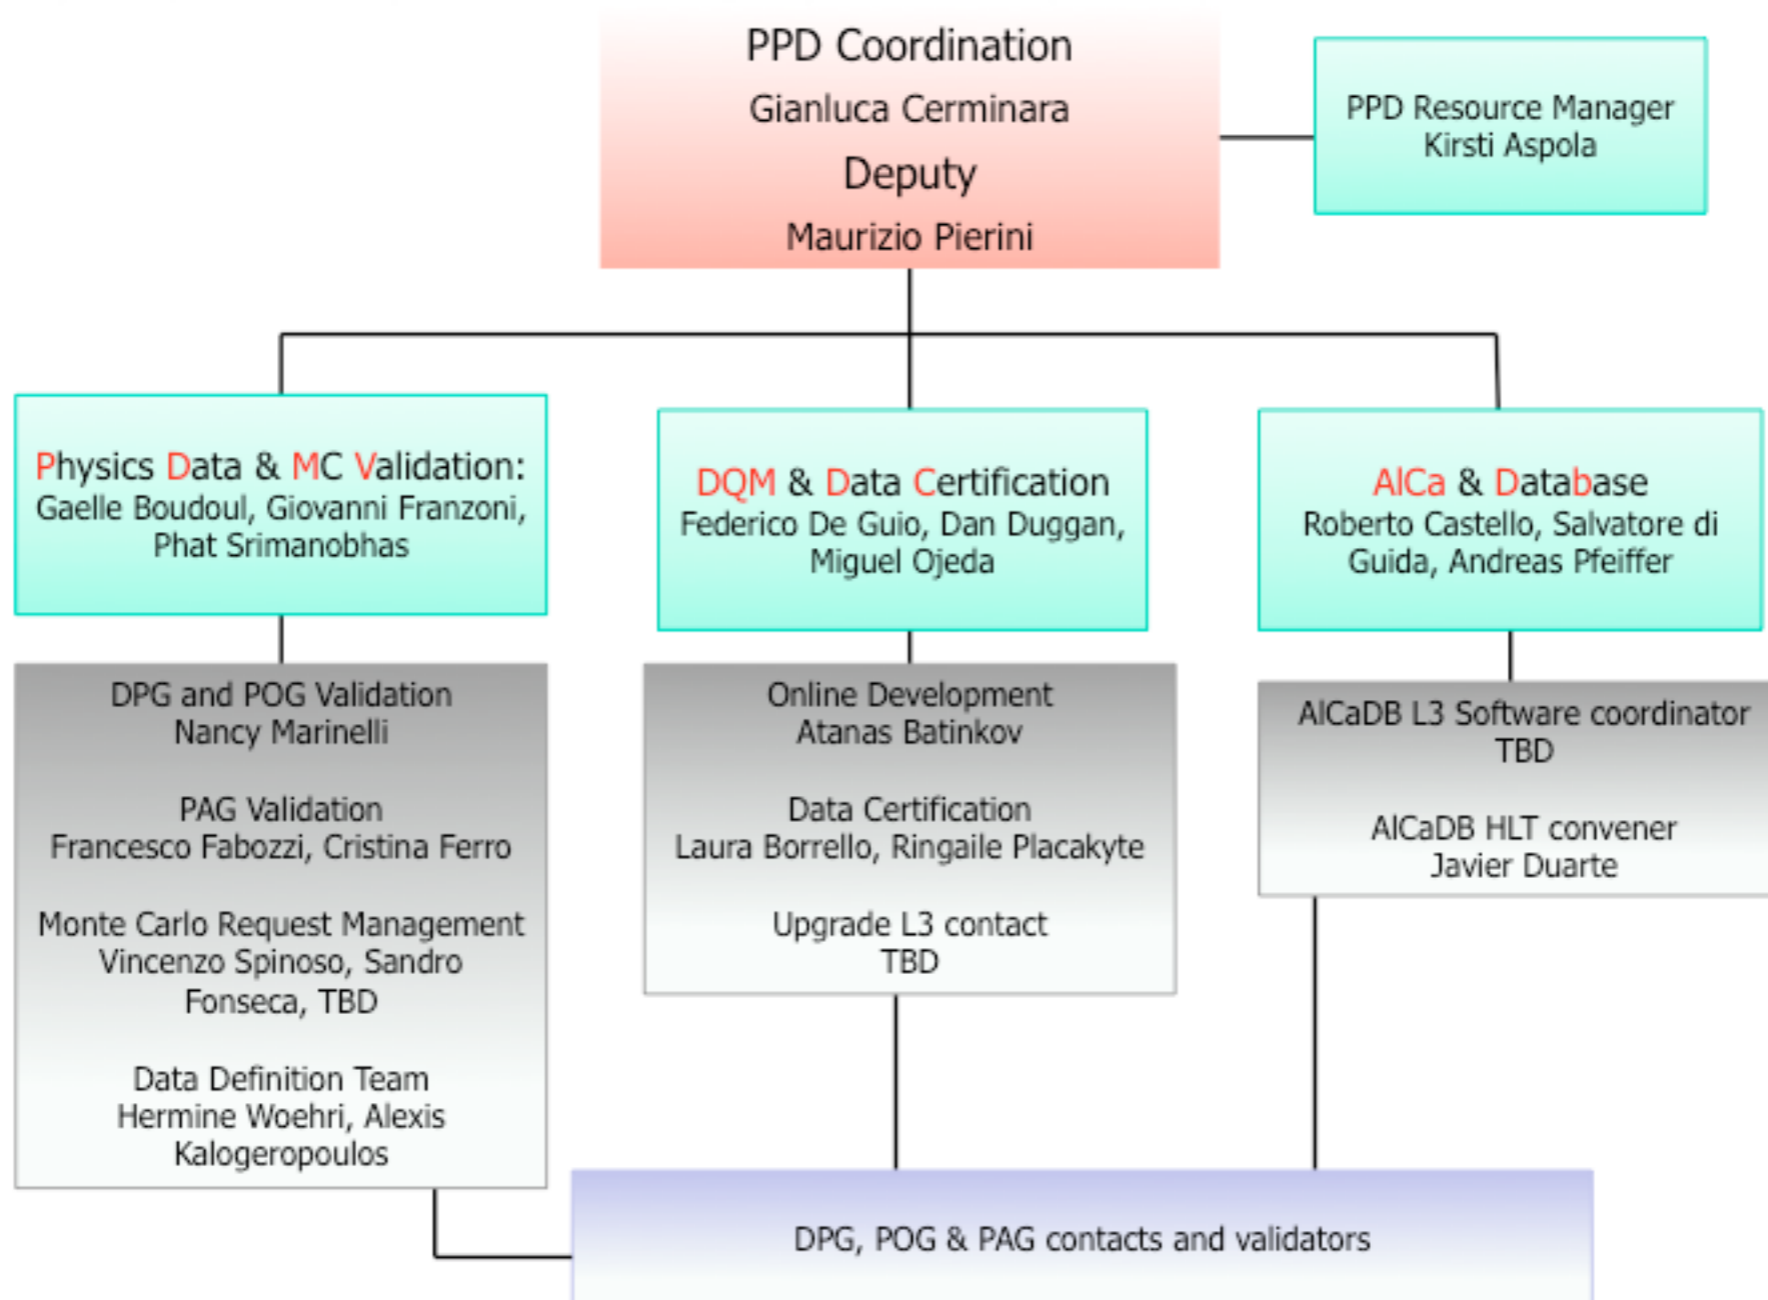 PPD Coordination
Gianluca Cerminara
Deputy
Maurizio Pierini
PPD Resource Manager
Kirsti Aspola
Physics Data & MC Validation:
Gaelle Boudoul, Giovanni Franzoni,
Phat Srimanobhas
DQM & Data Certification
Federico De Guio, Dan Duggan,
Miguel Ojeda
AlCa & Database
Roberto Castello, Salvatore di
Guida, Andreas Pfeiffer
DPG and POG Validation
Nancy Marinelli
PAG Validation
Francesco Fabozzi, Cristina Ferro
Monte Carlo Request Management
Vincenzo Spinoso, Sandro
Fonseca, TBD
Data Definition Team
Hermine Woehri, Alexis
Kalogeropoulos
Online Development
Atanas Batinkov
Data Certification
Laura Borrello, Ringaile Placakyte
Upgrade L3 contact
TBD
AlCaDB L3 Software coordinator
TBD
AlCaDB HLT convener
Javier Duarte
DPG, POG & PAG contacts and validators